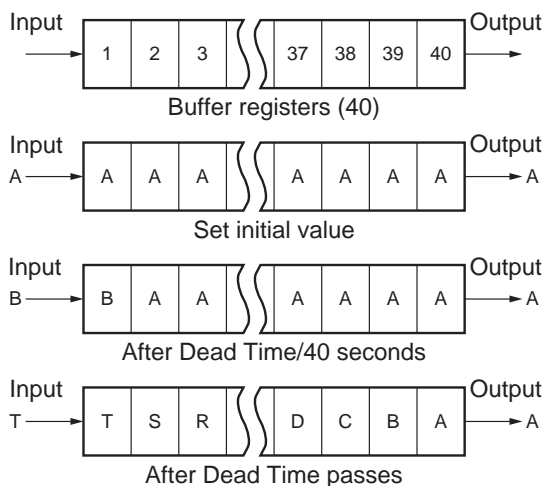 Input Output
1 2 3 37 38 39 40
Buffer registers (40)
Input Output
A A A A A A A A A
Set initial value
Input Output
B B A A A A A A A
After Dead Time/40 seconds
Input Output
T T S R D C B A A
After Dead Time passes